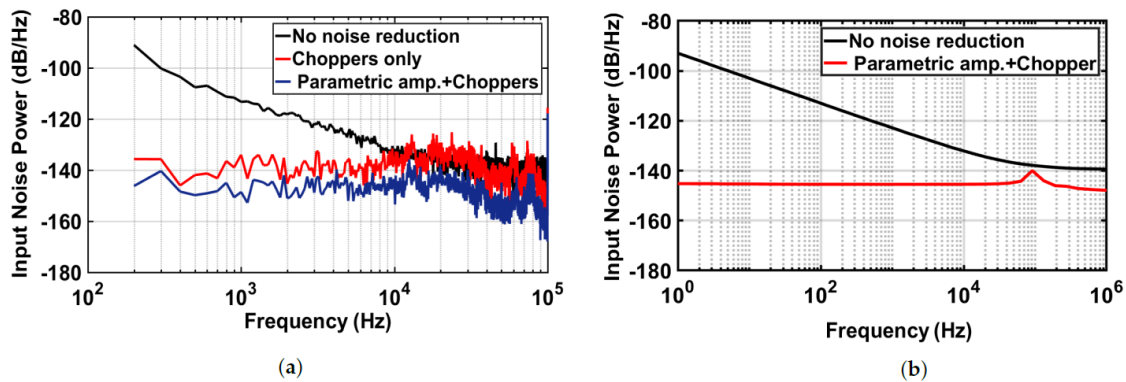 -80
-100
-120
-140
-160
-180
Input Noise Power (dB/Hz)
No noise reduction
Choppers only
Parametric amp.+Choppers
10²
10³
10⁴
10⁵
Frequency (Hz)
(a)
-80
-100
-120
-140
-160
-180
Input Noise Power (dB/Hz)
No noise reduction
Parametric amp.+Chopper
10⁰
10²
10⁴
10⁶
Frequency (Hz)
(b)